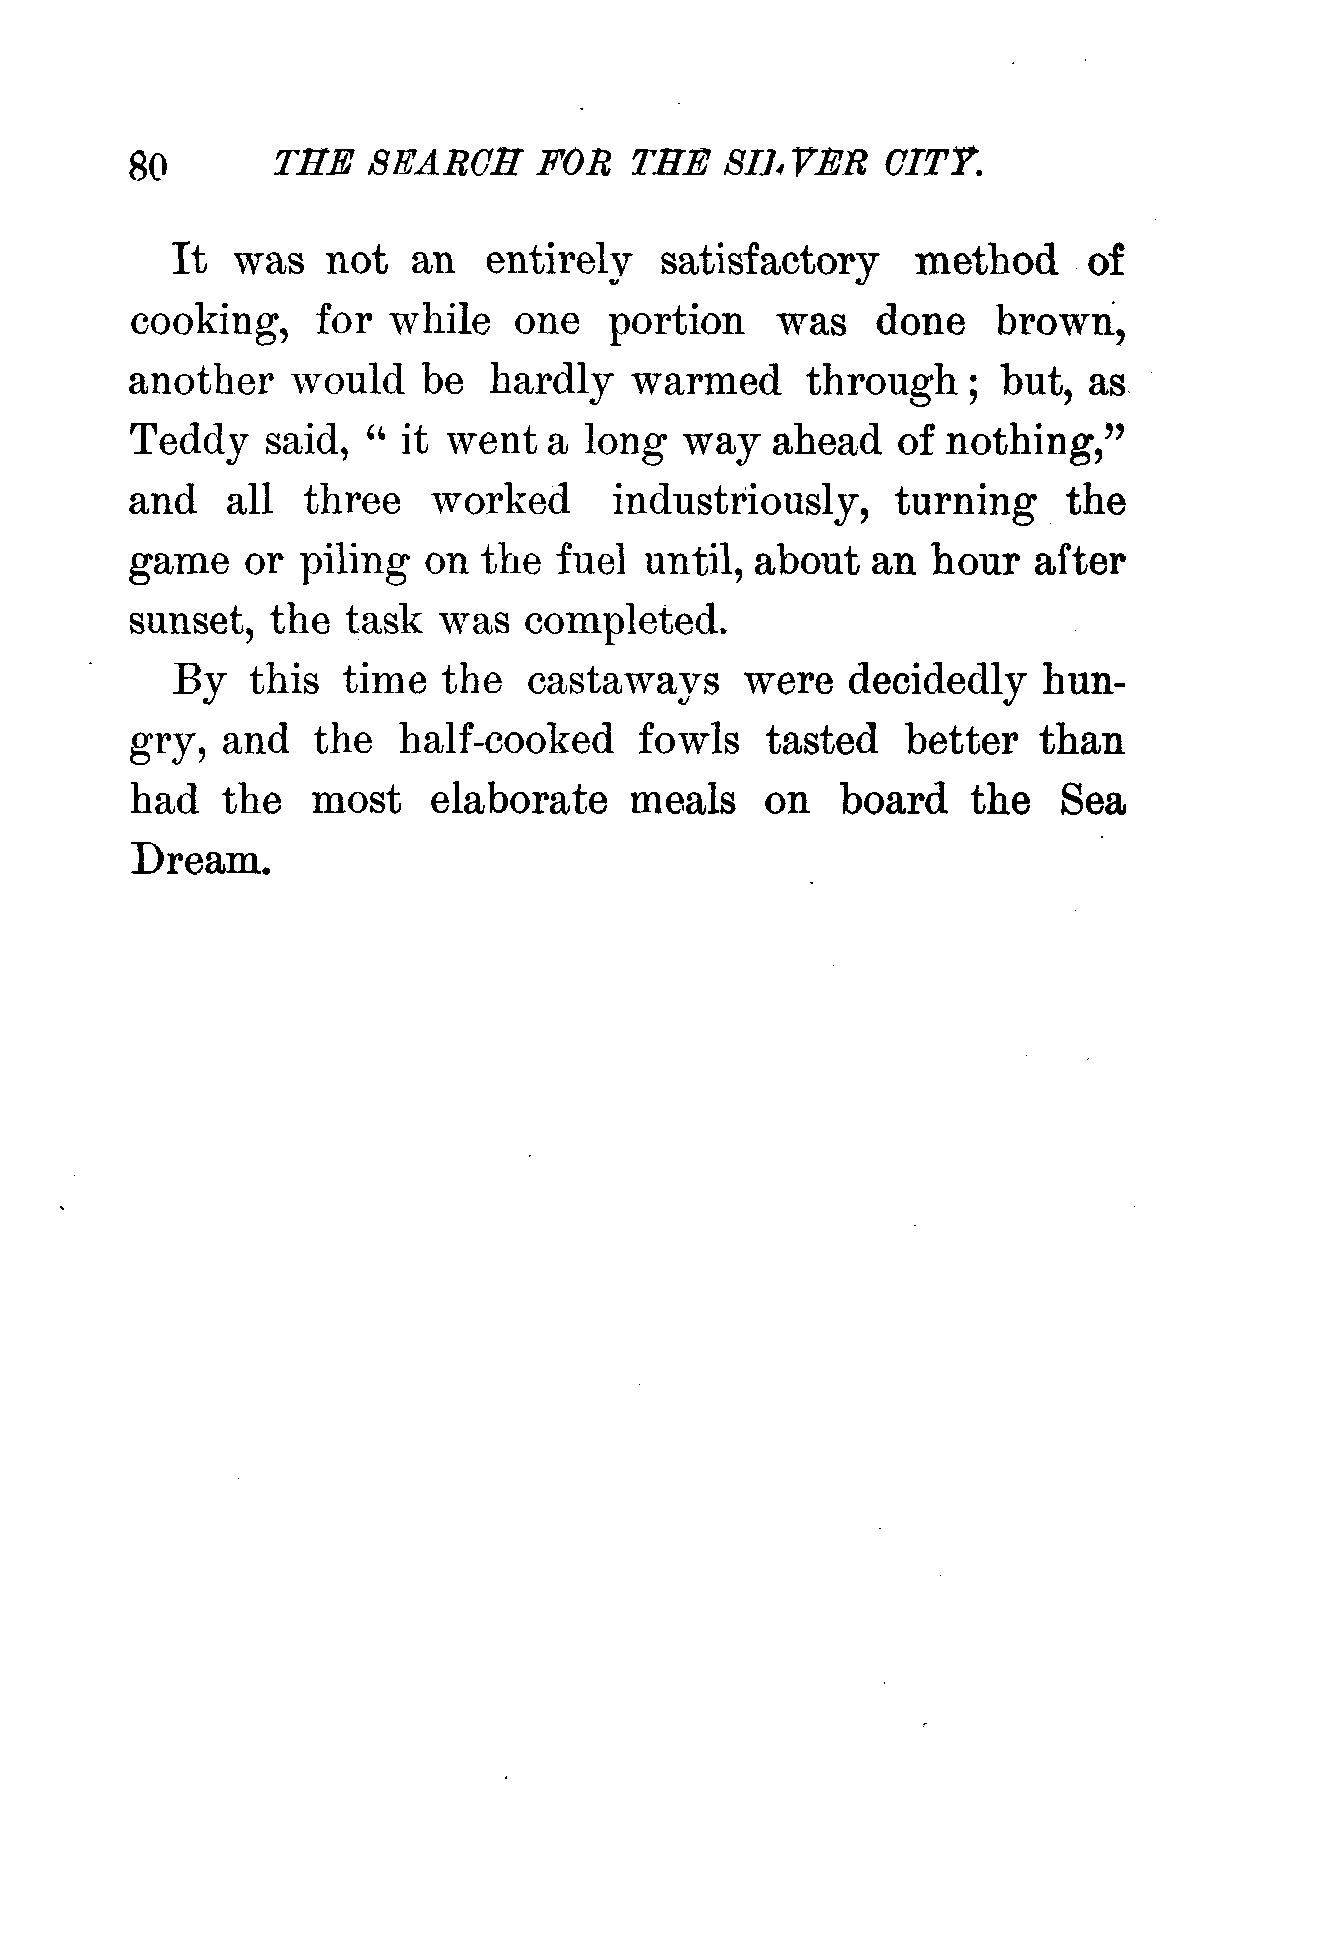 80 THE SEARCH FOR THE SILVER CITY.
It was not an entirely satisfactory method of
cooking, for while one portion was done brown,
another would be hardly warmed through; but, as
Teddy said, “ it went a long way ahead of nothing,”
and all three worked industriously, turning the
game or piling on the fuel until, about an hour after
sunset, the task was completed.
By this time the castaways were decidedly hun-
gry, and the half-cooked fowls tasted better than
had the most elaborate meals on board the Sea
Dream.